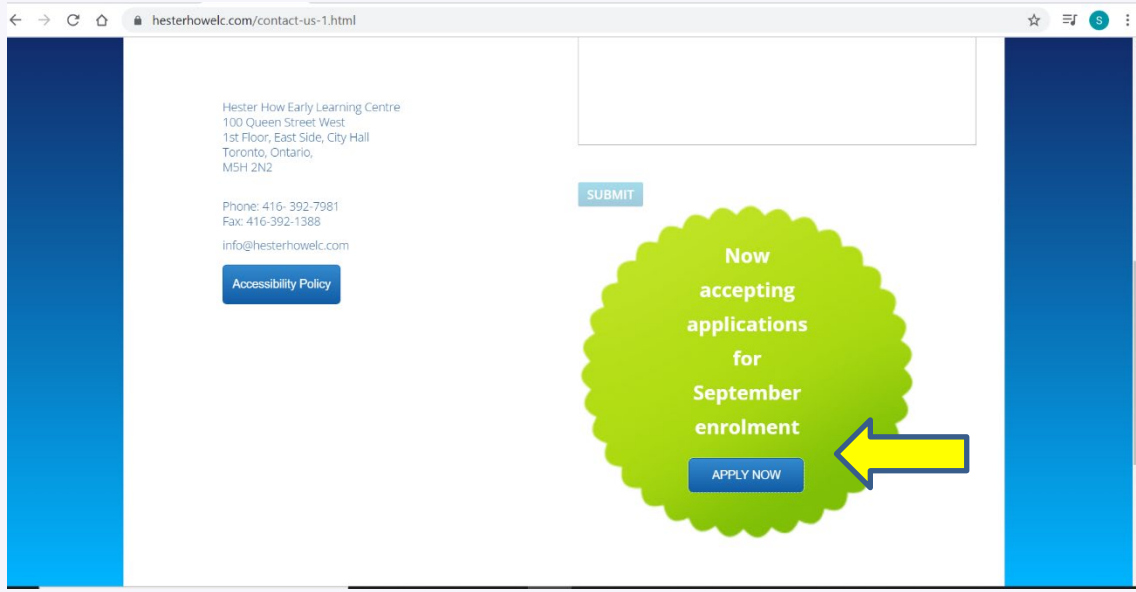 hesterhowelc.com/contact-us-1.html
S
Hester How Early Learning Centre
100 Queen Street West
1st Floor, East Side, City Hall
Toronto, Ontario,
M5H 2N2
Phone: 416- 392-7981
Fax: 416-392-1388
info@hesterhowelc.com
Accessibility Policy
SUBMIT
Now
accepting
applications
for
September
enrolment
APPLY NOW